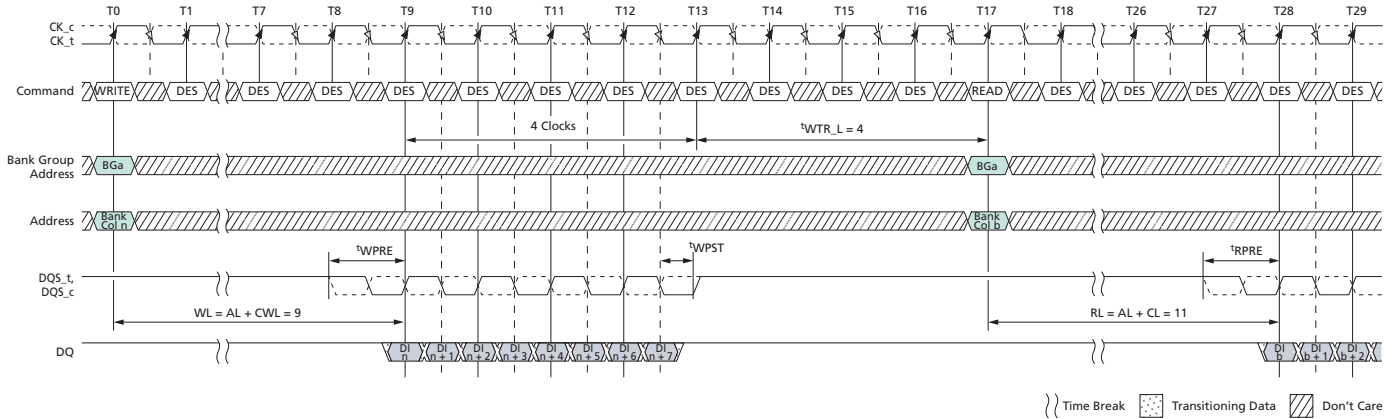 T0 T1 T7 T8 T9 T10 T11 T12 T13 T14 T15 T16 T17 T18 T26 T27 T28 T29
CK_c
CK_t
Command WRITE DES DES DES DES DES DES DES DES DES DES DES READ DES DES DES DES DES
4 Clocks tWTR_L = 4
Bank Group
Address BGa BGa
Address Bank
Col n Bank
Col b
tWPRE tWPST tRPRE
DQS_t,
DQS_c
WL = AL + CWL = 9 RL = AL + CL = 11
DQ DI
n DI
n + 1 DI
n + 2 DI
n + 3 DI
n + 4 DI
n + 5 DI
n + 6 DI
n + 7 DI
b DI
b + 1 DI
b + 2
Time Break Transitioning Data Don't Care